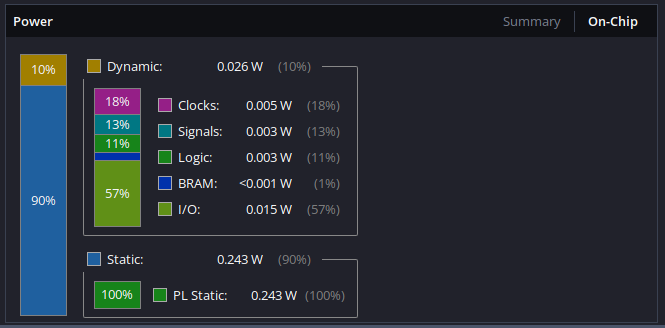 Power Summary On-Chip
10% Dynamic: 0.026 W (10%)
18% Clocks: 0.005 W (18%)
13% Signals: 0.003 W (13%)
11% Logic: 0.003 W (11%)
BRAM: <0.001 W (1%)
90% 57% I/O: 0.015 W (57%)
Static: 0.243 W (90%)
100% PL Static: 0.243 W (100%)